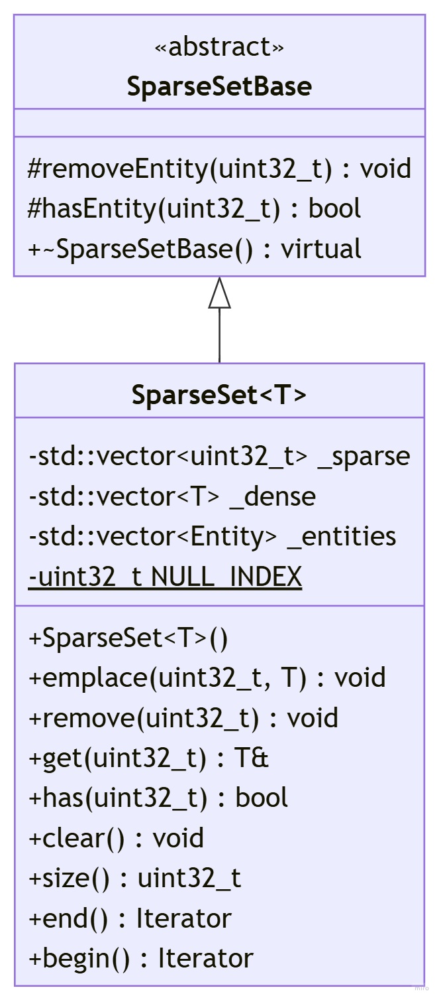 «abstract»
SparseSetBase
#removeEntity(uint32_t) : void
#hasEntity(uint32_t) : bool
+~SparseSetBase() : virtual
SparseSet<T>
-std::vector<uint32_t> _sparse
-std::vector<T> _dense
-std::vector<Entity> _entities
-uint32_t NULL_INDEX
+SparseSet<T>()
+emplace(uint32_t, T) : void
+remove(uint32_t) : void
+get(uint32_t) : T&
+has(uint32_t) : bool
+clear() : void
+size() : uint32_t
+end() : Iterator
+begin() : Iterator
miro